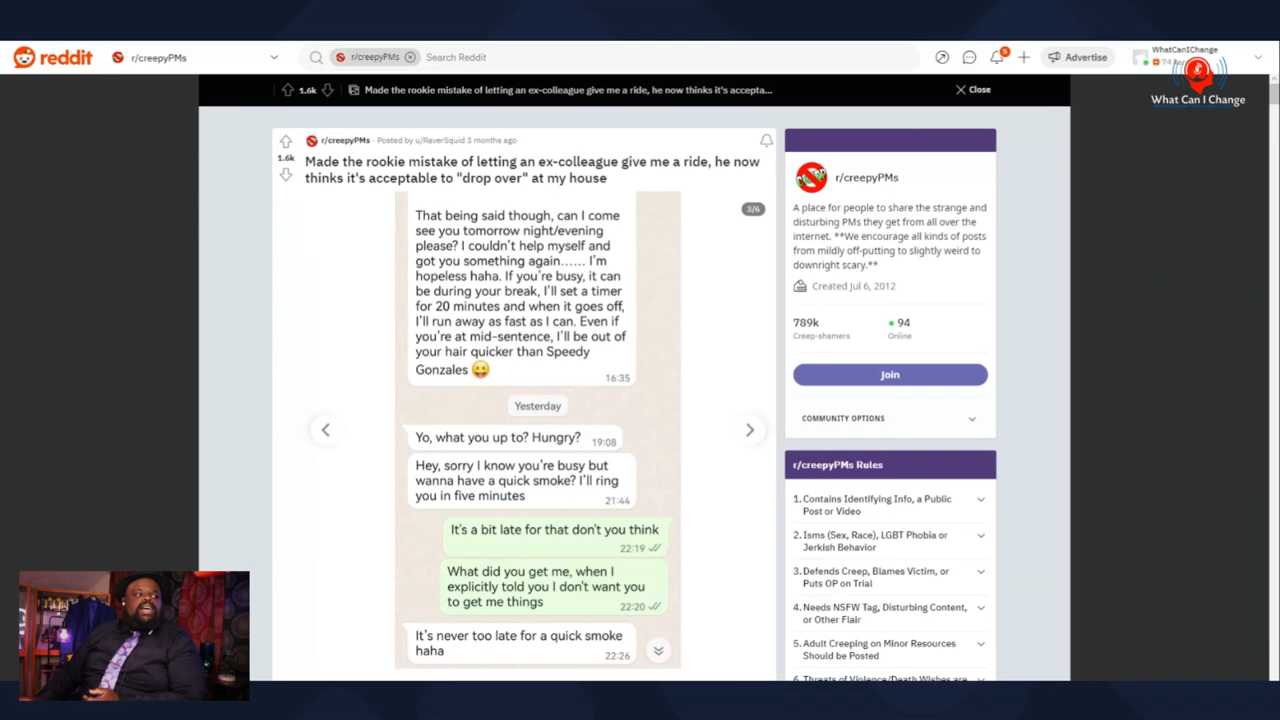 reddit
r/creepyPMs
r/creepyPMs
Search Reddit
5
Advertise
WhatCanIChange
What Can I Change
1.6k
Made the rookie mistake of letting an ex-colleague give me a ride, he now thinks it's accepta...
Close
r/creepyPMs · Posted by u/RaverSquid 3 months ago
1.6k
Made the rookie mistake of letting an ex-colleague give me a ride, he now
thinks it's acceptable to "drop over" at my house
3/6
That being said though, can I come
see you tomorrow night/evening
please? I couldn't help myself and
got you something again...... I'm
hopeless haha. If you're busy, it can
be during your break, I'll set a timer
for 20 minutes and when it goes off,
I'll run away as fast as I can. Even if
you're at mid-sentence, I'll be out of
your hair quicker than Speedy
Gonzales 😝
16:35
Yesterday
Yo, what you up to? Hungry?
19:08
Hey, sorry I know you're busy but
wanna have a quick smoke? I'll ring
you in five minutes
21:44
It's a bit late for that don't you think
22:19
What did you get me, when I
explicitly told you I don't want you
to get me things
22:20
It's never too late for a quick smoke
haha
22:26
r/creepyPMs
A place for people to share the strange and
disturbing PMs they get from all over the
internet. **We encourage all kinds of posts
from mildly off-putting to slightly weird to
downright scary.**
Created Jul 6, 2012
789k
94
Creep-shamers
Online
Join
COMMUNITY OPTIONS
r/creepyPMs Rules
1. Contains Identifying Info, a Public
Post or Video
2. Isms (Sex, Race), LGBT Phobia or
Jerkish Behavior
3. Defends Creep, Blames Victim, or
Puts OP on Trial
4. Needs NSFW Tag, Disturbing Content,
or Other Flair
5. Adult Creeping on Minor Resources
Should be Posted
6. Threats of Violence/Death Wishes are